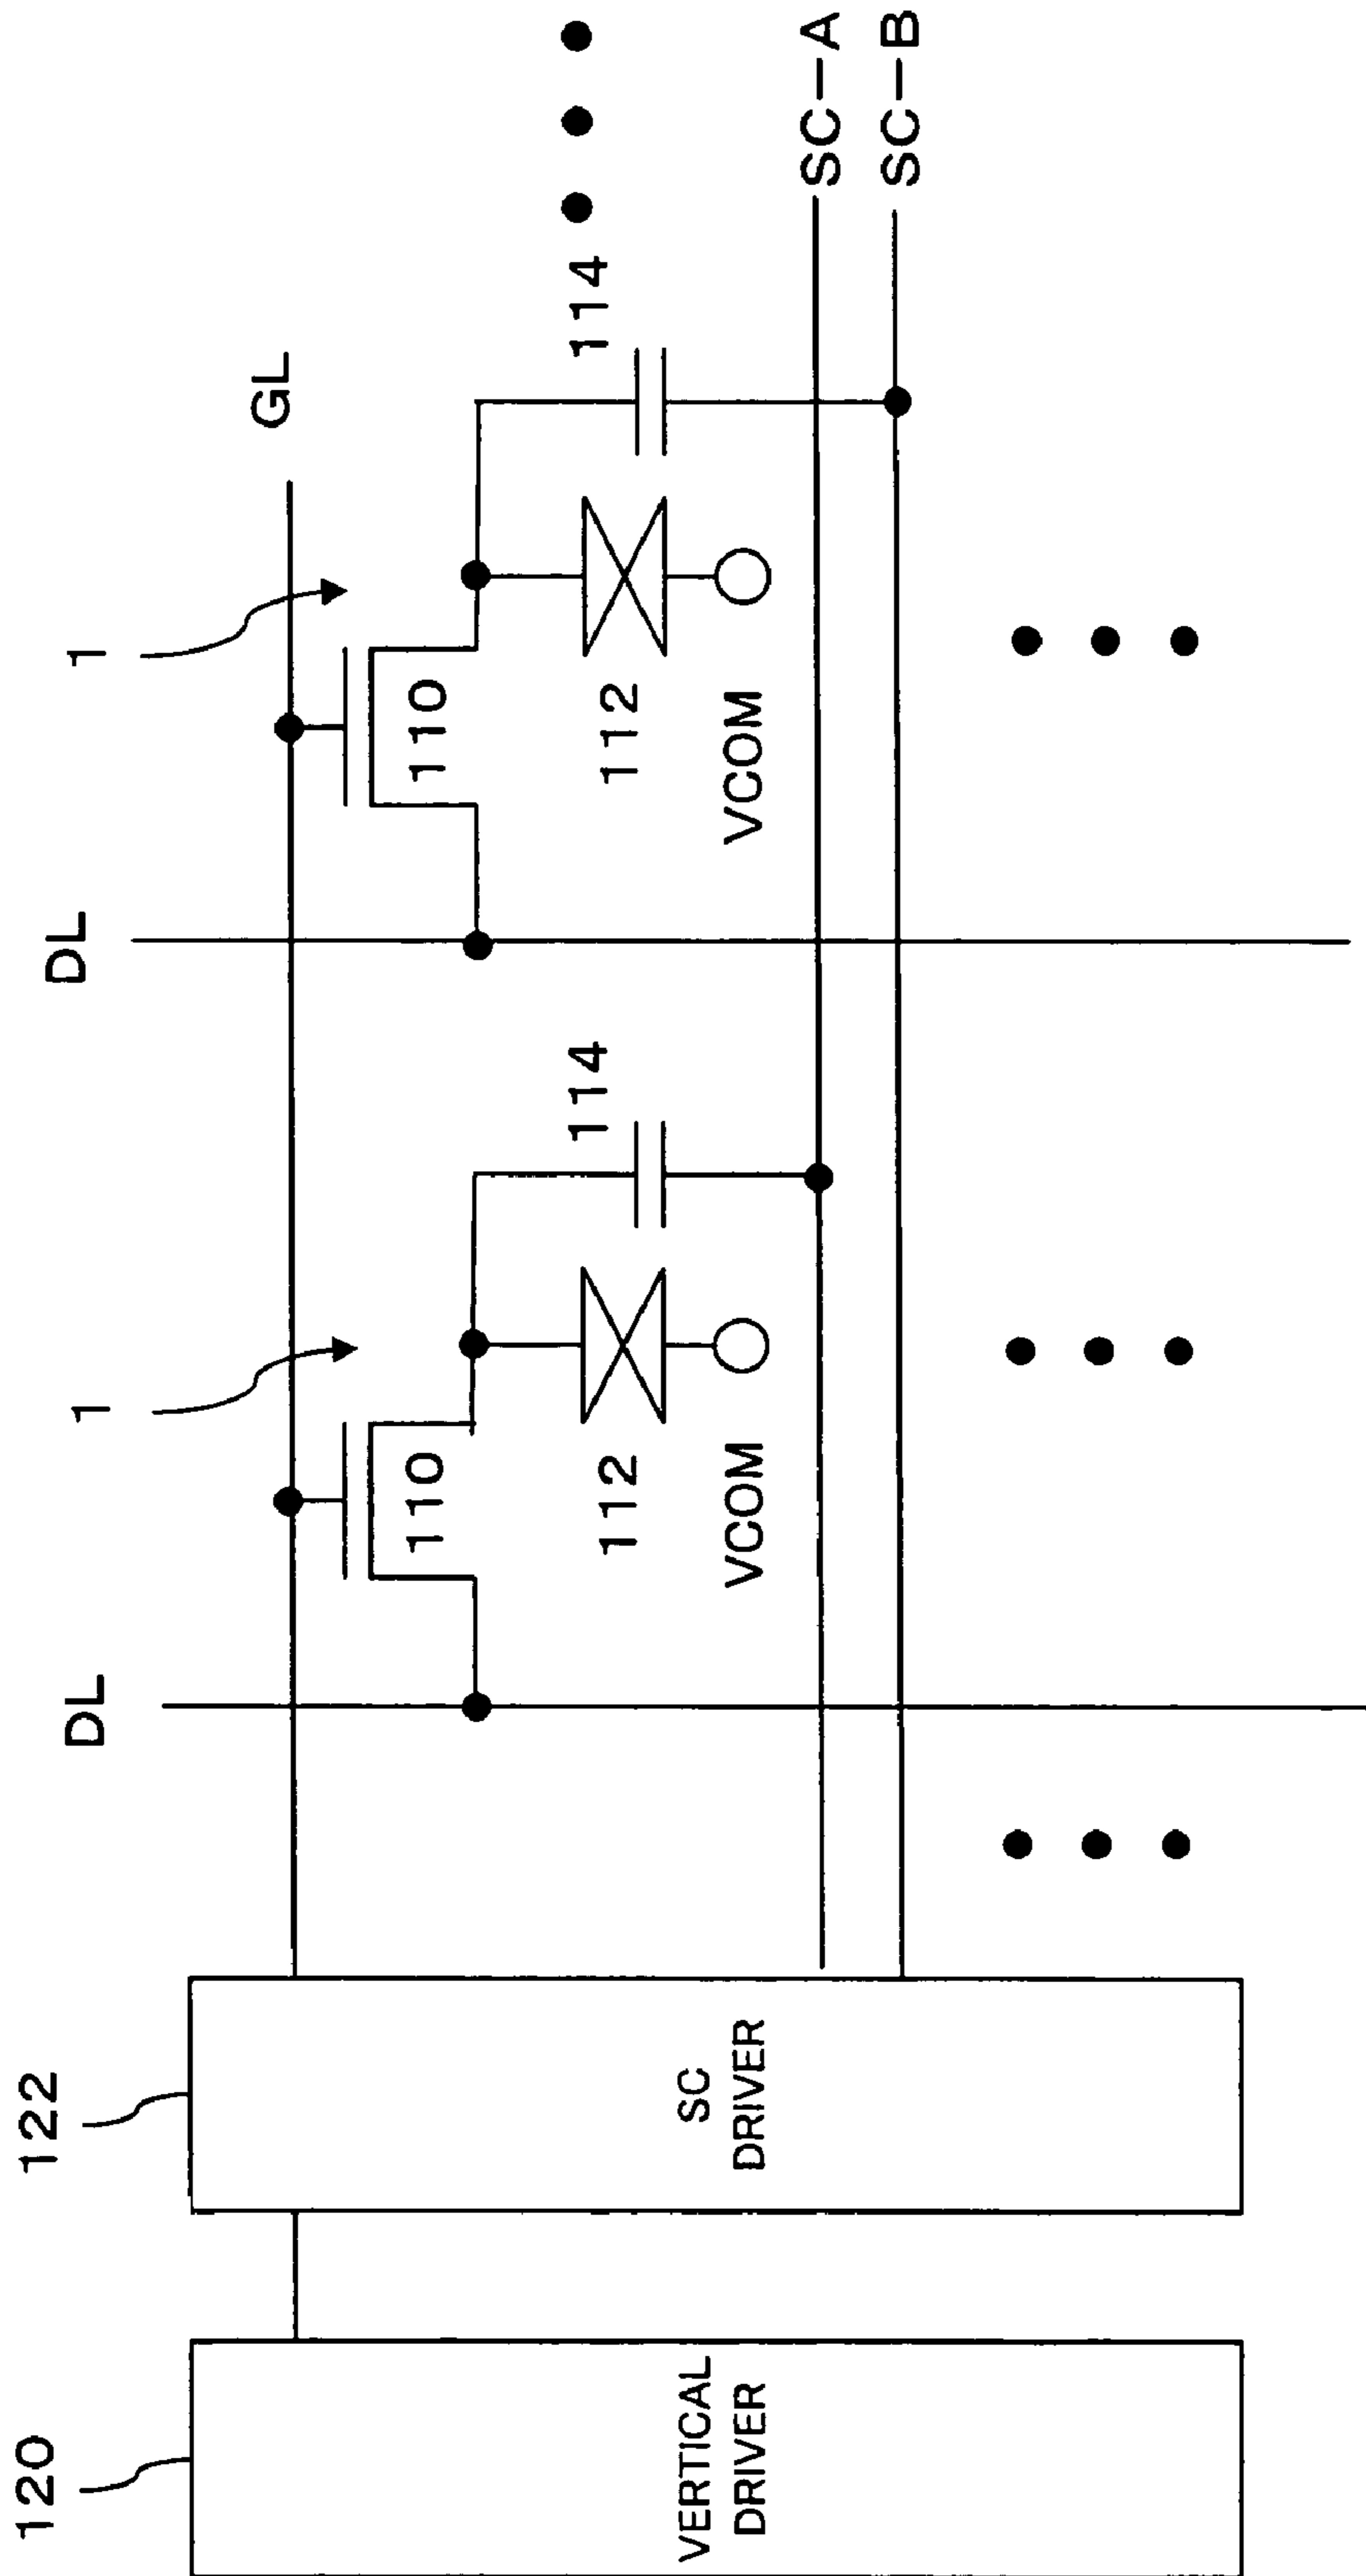 120
122
DL
1
DL
1
GL
VERTICAL
DRIVER
SC
DRIVER
110
114
110
114
112
112
VCOM
VCOM
SC-A
SC-B